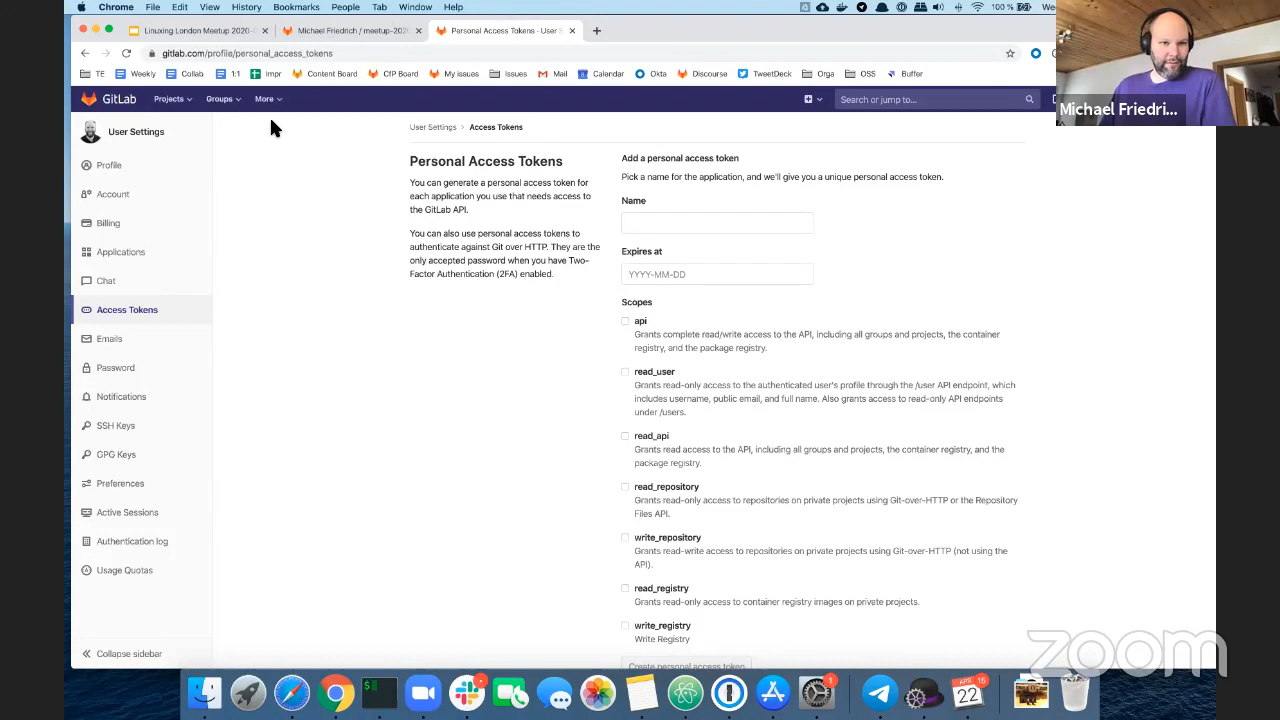 Chrome File Edit View History Bookmarks People Tab Window Help
100 %
Linuxing London Meetup 2020-
Michael Friedrich / meetup-202
Personal Access Tokens · User S
gitlab.com/profile/personal_access_tokens
TE Weekly Collab 1:1 Impr Content Board CfP Board My issues Issues Mail Calendar Okta Discourse TweetDeck Orga OSS Buffer
GitLab Projects Groups More Search or jump to...
Michael Friedri...
User Settings
Profile
Account
Billing
Applications
Chat
Access Tokens
Emails
Password
Notifications
SSH Keys
GPG Keys
Preferences
Active Sessions
Authentication log
Usage Quotas
Collapse sidebar
User Settings > Access Tokens
Personal Access Tokens
You can generate a personal access token for
each application you use that needs access to
the GitLab API.
You can also use personal access tokens to
authenticate against Git over HTTP. They are the
only accepted password when you have Two-
Factor Authentication (2FA) enabled.
Add a personal access token
Pick a name for the application, and we'll give you a unique personal access token.
Name
Expires at
YYYY-MM-DD
Scopes
api
Grants complete read/write access to the API, including all groups and projects, the container
registry, and the package registry.
read_user
Grants read-only access to the authenticated user's profile through the /user API endpoint, which
includes username, public email, and full name. Also grants access to read-only API endpoints
under /users.
read_api
Grants read access to the API, including all groups and projects, the container registry, and the
package registry.
read_repository
Grants read-only access to repositories on private projects using Git-over-HTTP or the Repository
Files API.
write_repository
Grants read-write access to repositories on private projects using Git-over-HTTP (not using the
API).
read_registry
Grants read-only access to container registry images on private projects.
write_registry
Write Registry
Create personal access token
zoom
$
1
APR
22
16